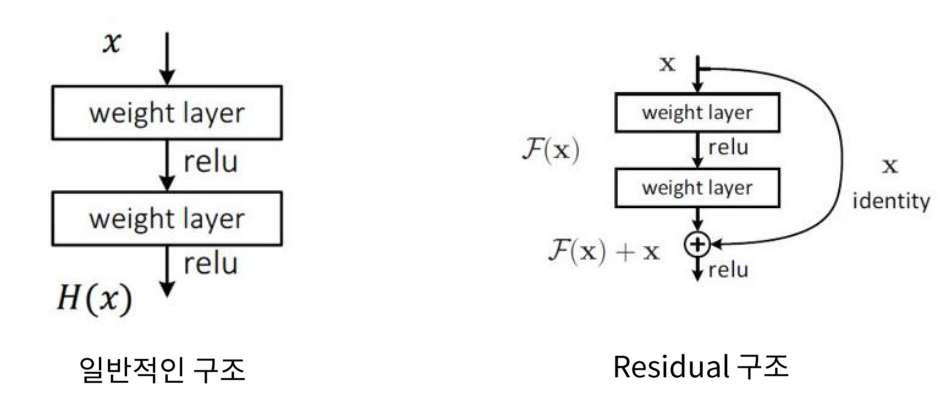 x
weight layer
relu
weight layer
relu
H(x)
일반적인 구조
x
weight layer
F(x)
relu
x
weight layer
identity
F(x) + x
+
relu
Residual 구조